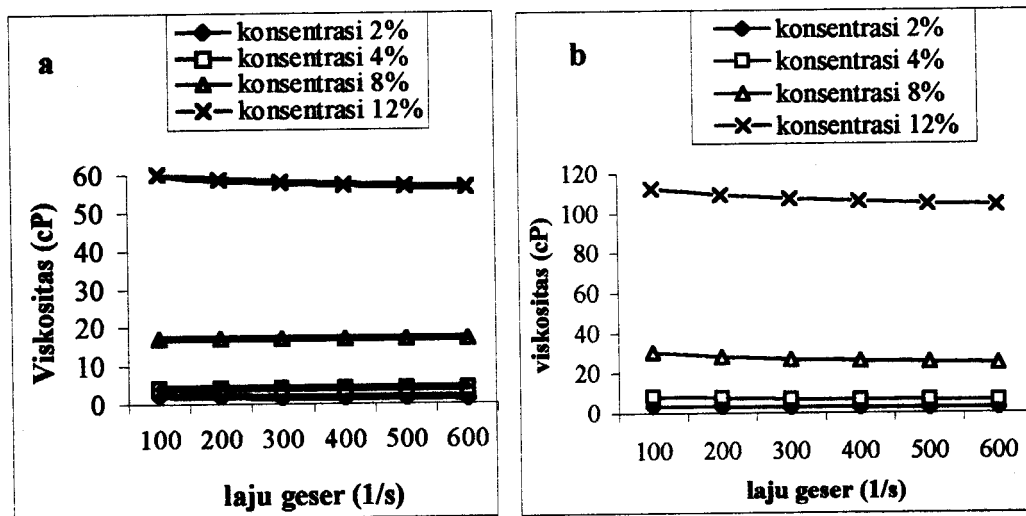 a
konsentrasi 2%
konsentrasi 4%
konsentrasi 8%
konsentrasi 12%
Viskositas (cP)
60
50
40
30
20
10
0
100 200 300 400 500 600
laju geser (1/s)
b
konsentrasi 2%
konsentrasi 4%
konsentrasi 8%
konsentrasi 12%
viskositas (cP)
120
100
80
60
40
20
0
100 200 300 400 500 600
laju geser (1/s)